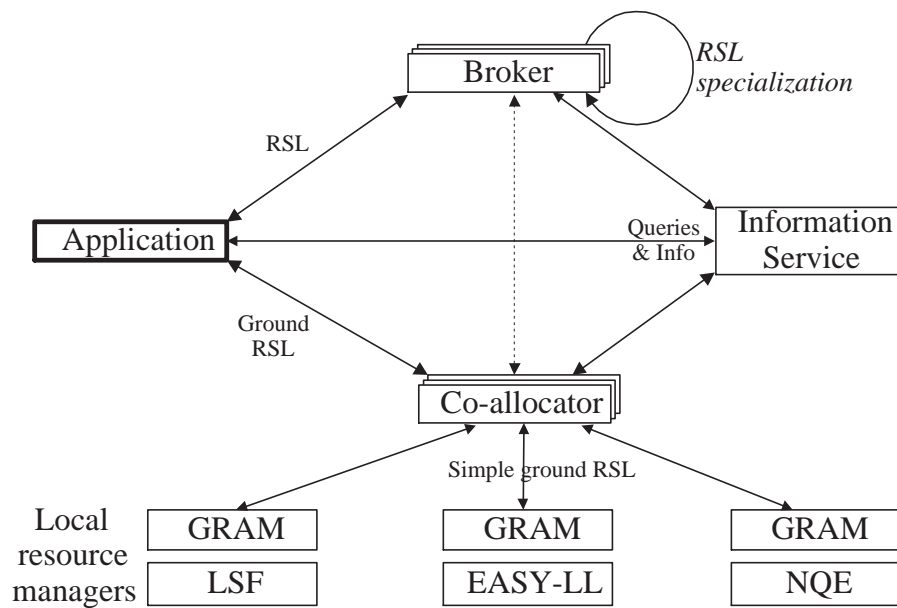 Broker
RSL
specialization
RSL
Application
Queries
& Info
Information
Service
Ground
RSL
Co-allocator
Simple ground RSL
Local
resource
managers
GRAM
GRAM
GRAM
LSF
EASY-LL
NQE